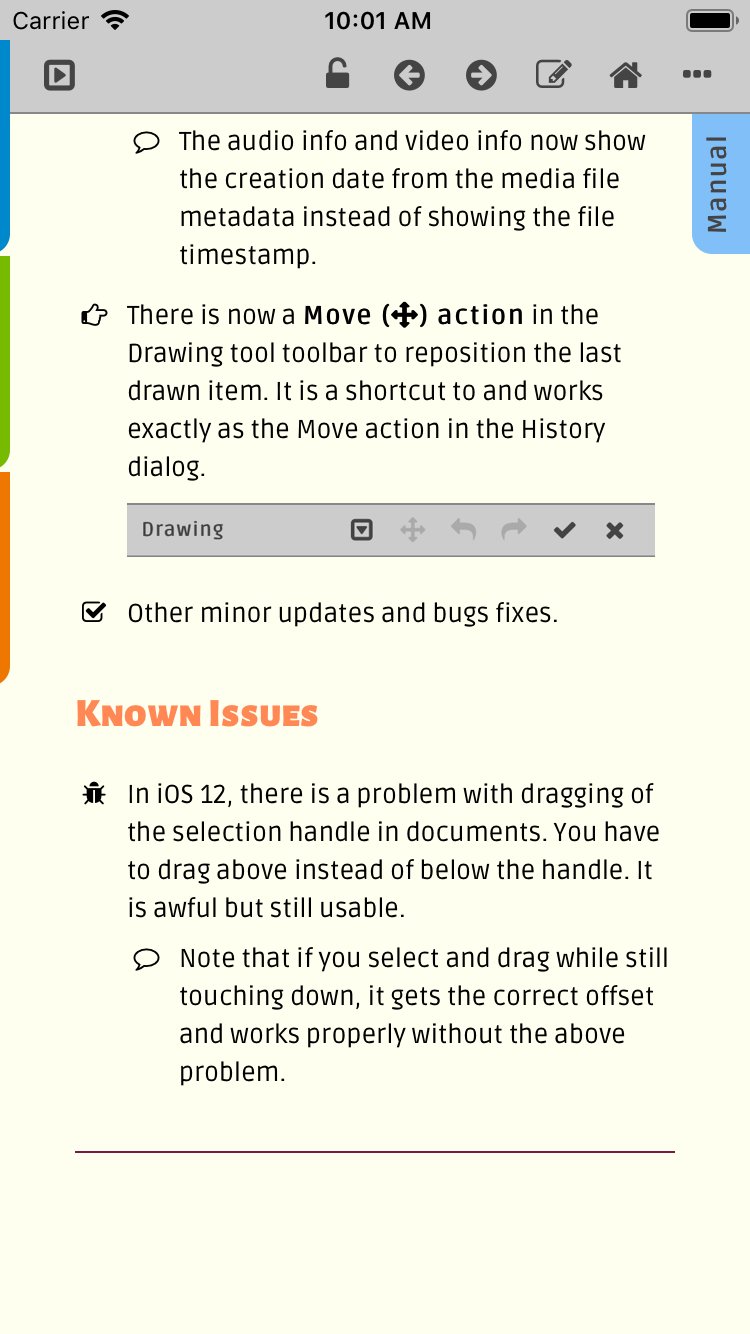 Carrier 10:01 AM
Manual
The audio info and video info now show
the creation date from the media file
metadata instead of showing the file
timestamp.
There is now a Move () action in the
Drawing tool toolbar to reposition the last
drawn item. It is a shortcut to and works
exactly as the Move action in the History
dialog.
Drawing
Other minor updates and bugs fixes.
Known Issues
In iOS 12, there is a problem with dragging of
the selection handle in documents. You have
to drag above instead of below the handle. It
is awful but still usable.
Note that if you select and drag while still
touching down, it gets the correct offset
and works properly without the above
problem.